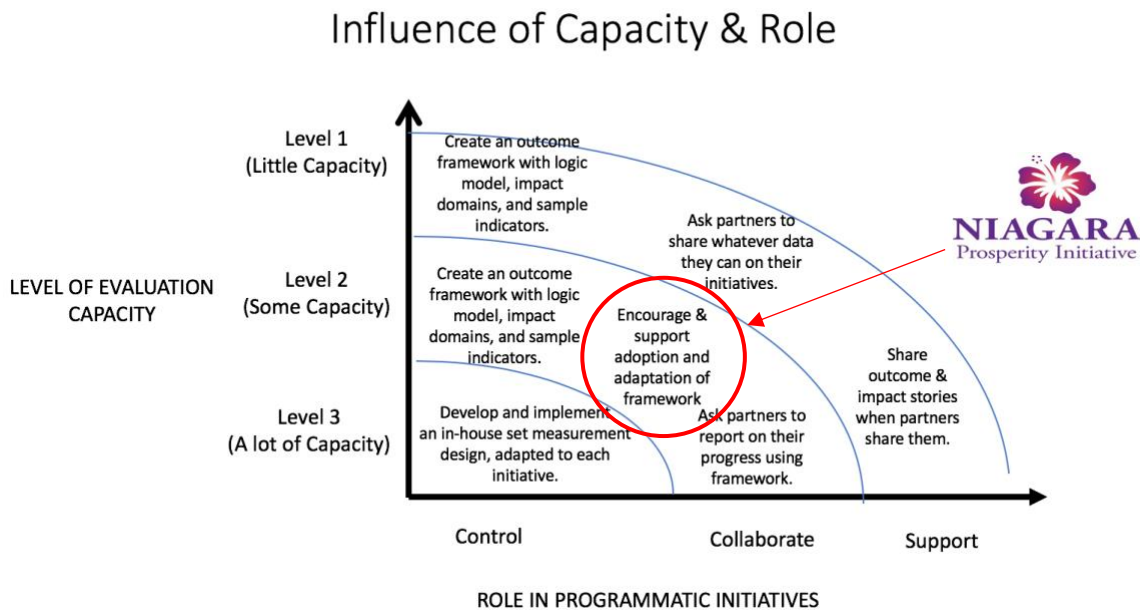 Influence of Capacity & Role
Level 1
(Little Capacity)
Create an outcome
framework with logic
model, impact
domains, and sample
indicators.
Ask partners to
share whatever data
they can on their
initiatives.
NIAGARA
Prosperity Initiative
LEVEL OF EVALUATION
CAPACITY
Level 2
(Some Capacity)
Create an outcome
framework with logic
model, impact
domains, and sample
indicators.
Encourage &
support
adoption and
adaptation of
framework
Share
outcome &
impact stories
when partners
share them.
Level 3
(A lot of Capacity)
Develop and implement
an in-house set measurement
design, adapted to each
initiative.
Ask partners to
report on their
progress using
framework.
Control
Collaborate
Support
ROLE IN PROGRAMMATIC INITIATIVES